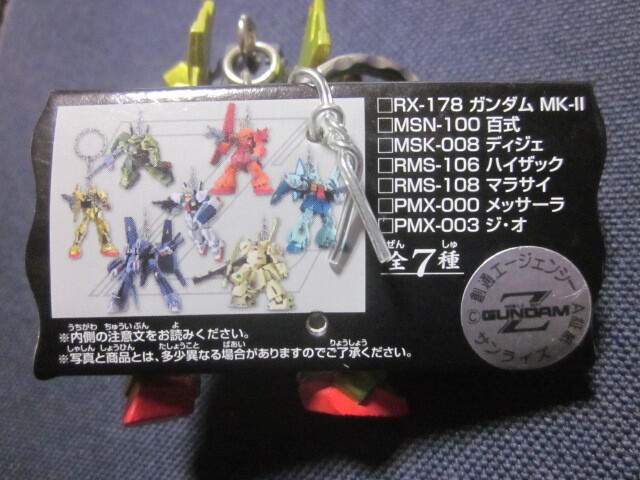 □RX-178 ガンダム MK-II
□MSN-100 百式
□MSK-008 ディジェ
□RMS-106 ハイザック
□RMS-108 マラサイ
□PMX-000 メッサーラ
□PMX-003 ジ・オ
ぜん しゅ
全7種
うちがわ ちゅういぶん よ
※内側の注意文をお読みください。
しゃしん しょうひん たしょうこと ばあい りょうしょう
※写真と商品とは、多少異なる場合がありますのでご了承ください。
創通エージェンシー
Z
GUNDAM
© サンライズ